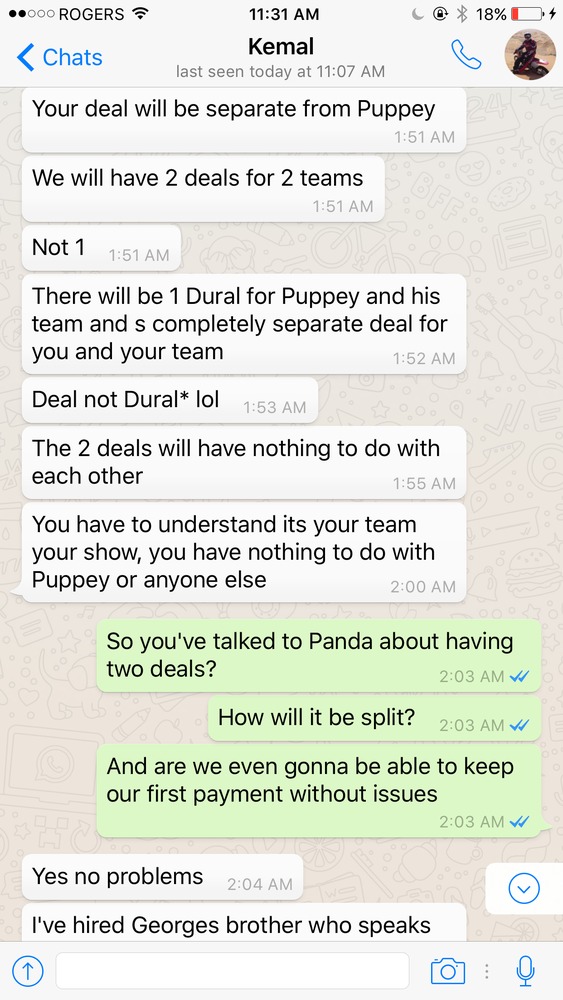 ROGERS 11:31 AM 18%
Kemal
Chats
last seen today at 11:07 AM
Your deal will be separate from Puppey
1:51 AM
We will have 2 deals for 2 teams
1:51 AM
Not 1 1:51 AM
There will be 1 Dural for Puppey and his
team and s completely separate deal for
you and your team 1:52 AM
Deal not Dural* lol 1:53 AM
The 2 deals will have nothing to do with
each other 1:55 AM
You have to understand its your team
your show, you have nothing to do with
Puppey or anyone else 2:00 AM
So you've talked to Panda about having
two deals? 2:03 AM
How will it be split? 2:03 AM
And are we even gonna be able to keep
our first payment without issues
2:03 AM
Yes no problems 2:04 AM
I've hired Georges brother who speaks